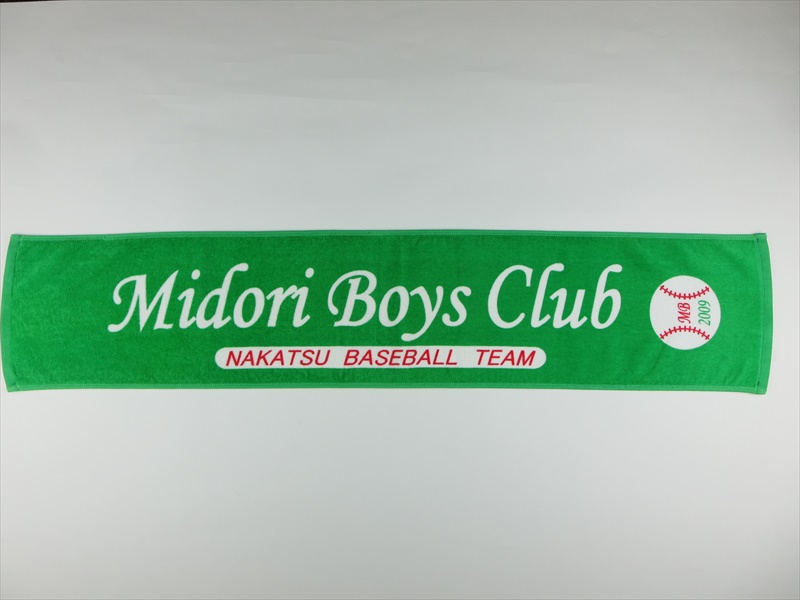 Midori Boys Club
NAKATSU BASEBALL TEAM
MB
2009